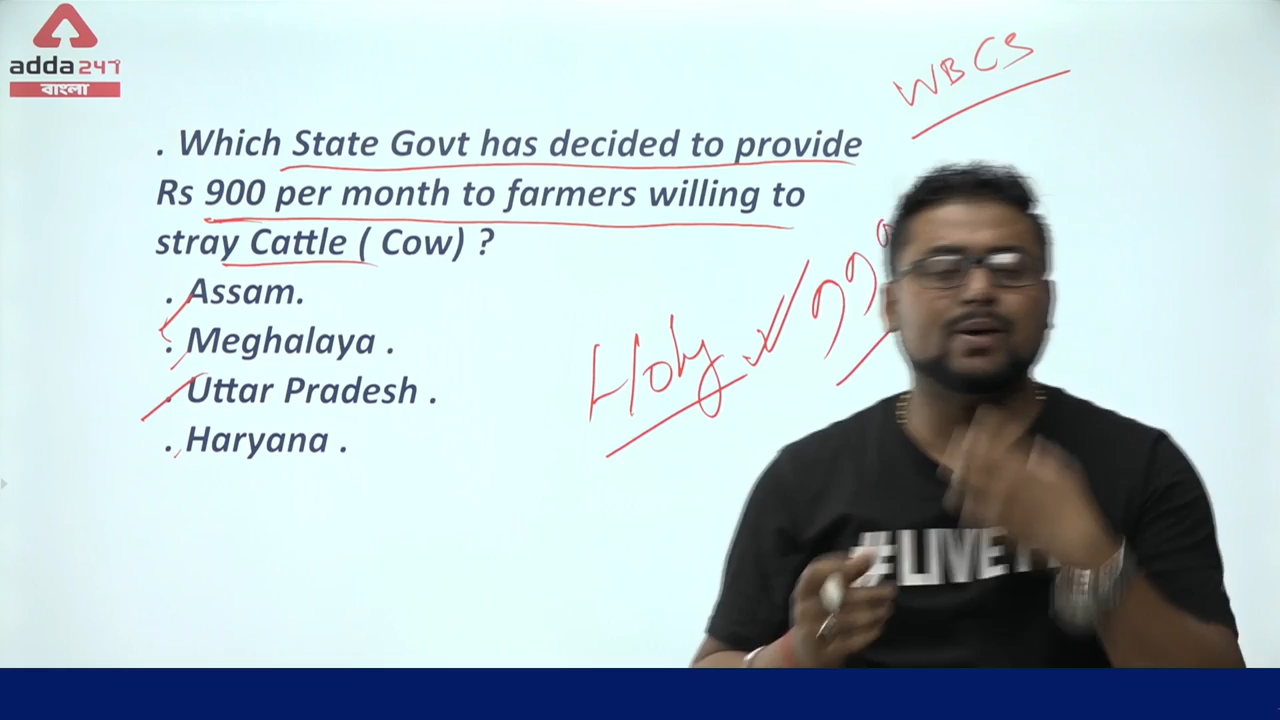 adda247
বাংলা
WBCS
. Which State Govt has decided to provide
Rs 900 per month to farmers willing to
stray Cattle ( Cow) ?
. Assam.
. Meghalaya .
. Uttar Pradesh .
. Haryana .
Holy
#LIVE